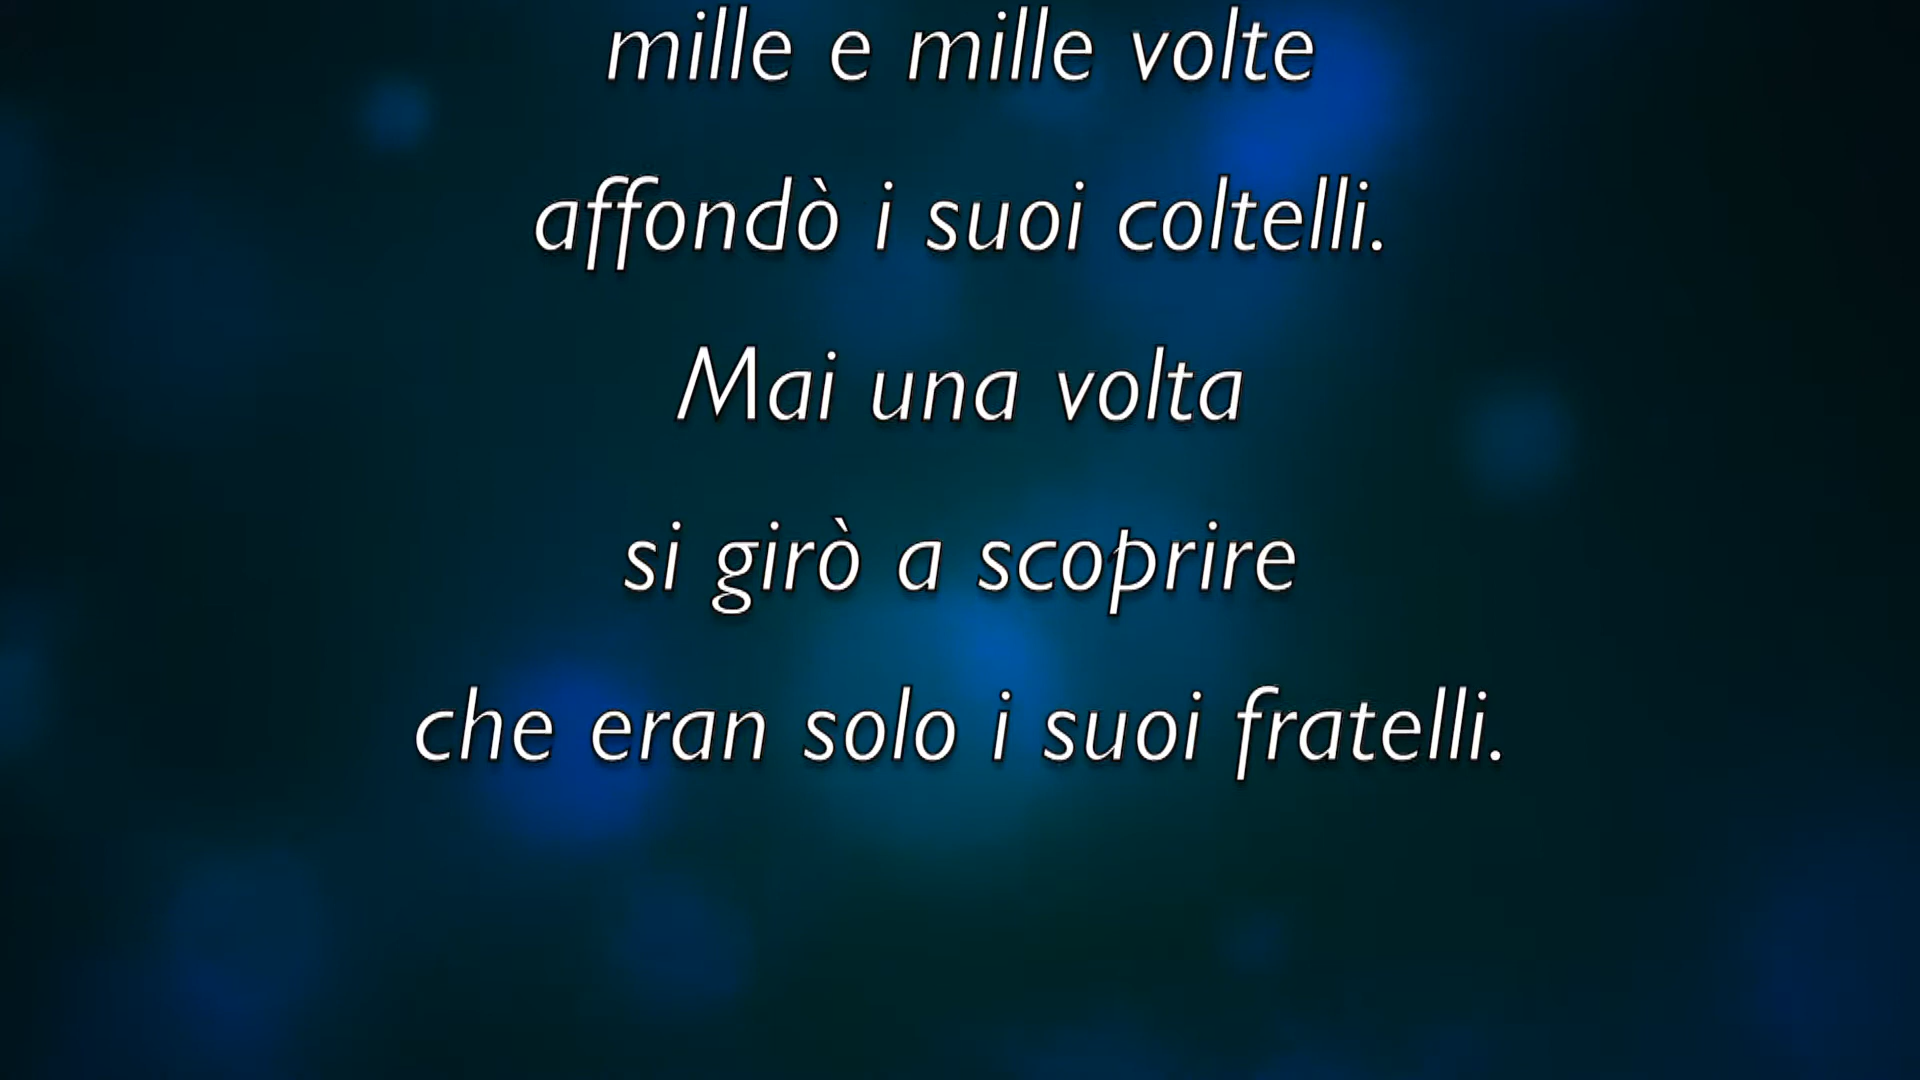 mille e mille volte
affondò i suoi coltelli.
Mai una volta
si girò a scoprire
che eran solo i suoi fratelli.